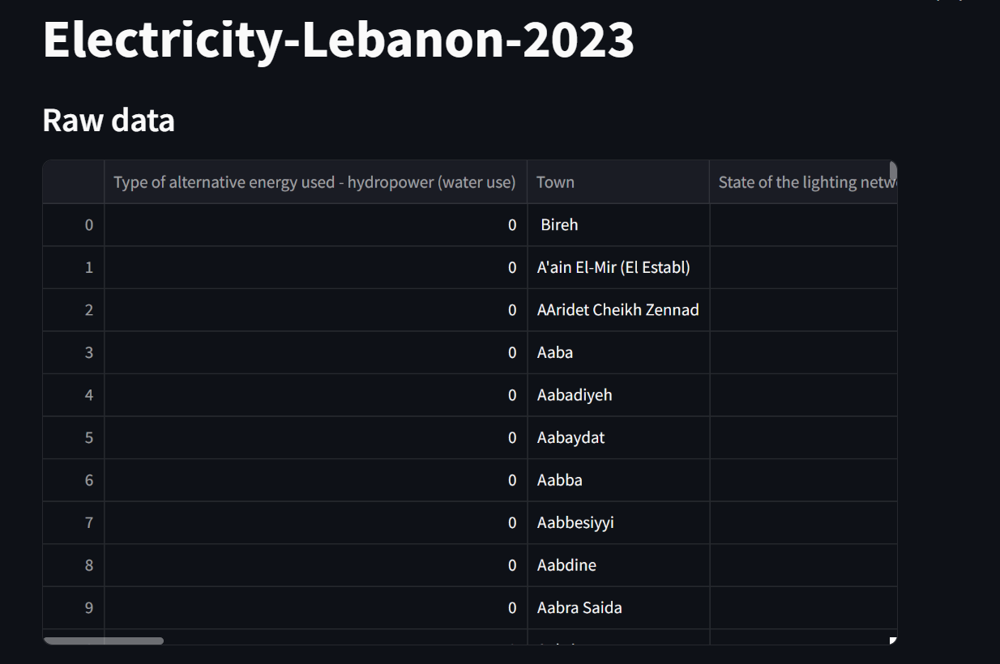 Electricity-Lebanon-2023
Raw data
Type of alternative energy used - hydropower (water use) Town State of the lighting
0 0 Bireh
1 0 A'ain El-Mir (El Establ)
2 0 AAridet Cheikh Zennad
3 0 Aaba
4 0 Aabadiyeh
5 0 Aabaydat
6 0 Aabba
7 0 Aabbesiyyi
8 0 Aabdine
9 0 Aabra Saida